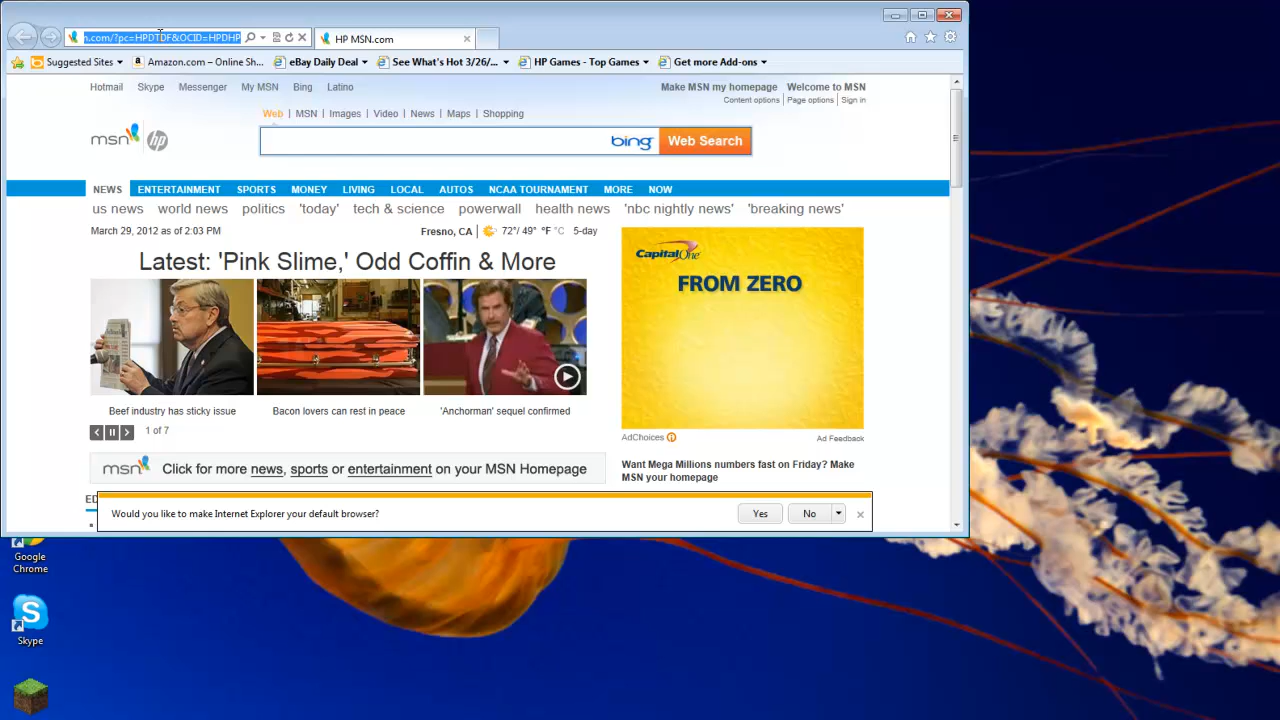 n.com/?pc=HPDTDF&OCID=HPDHP
HP MSN.com
Suggested Sites
Amazon.com – Online Sh...
eBay Daily Deal
See What's Hot 3/26/...
HP Games - Top Games
Get more Add-ons
Hotmail Skype Messenger My MSN Bing Latino
Make MSN my homepage Welcome to MSN
Content options | Page options | Sign in
Web | MSN | Images | Video | News | Maps | Shopping
msn hp
bing Web Search
NEWS ENTERTAINMENT SPORTS MONEY LIVING LOCAL AUTOS NCAA TOURNAMENT MORE NOW
us news world news politics 'today' tech & science powerwall health news 'nbc nightly news' 'breaking news'
March 29, 2012 as of 2:03 PM
Fresno, CA | 72°/ 49° °F °C 5-day
Latest: 'Pink Slime,' Odd Coffin & More
Beef industry has sticky issue
Bacon lovers can rest in peace
'Anchorman' sequel confirmed
1 of 7
Capital One
FROM ZERO
AdChoices
Ad Feedback
msn Click for more news, sports or entertainment on your MSN Homepage
Want Mega Millions numbers fast on Friday? Make
MSN your homepage
ED
Would you like to make Internet Explorer your default browser?
Yes
No
Google
Chrome
Skype